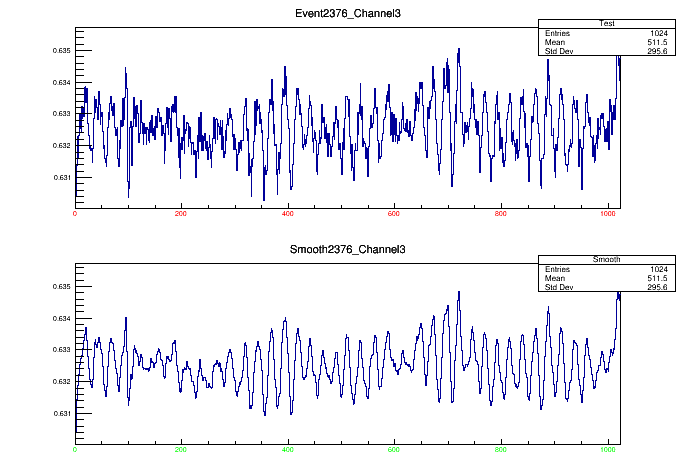 Event2376_Channel3
Test
Entries 1024
Mean 511.5
Std Dev 295.6
0.635
0.634
0.633
0.632
0.631
0 200 400 600 800 1000
Smooth2376_Channel3
Smooth
Entries 1024
Mean 511.5
Std Dev 295.6
0.635
0.634
0.633
0.632
0.631
0 200 400 600 800 1000